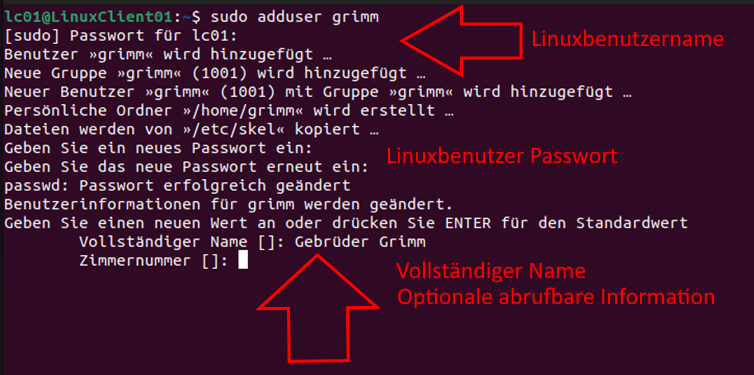 lc01@LinuxClient01:~$ sudo adduser grimm
[sudo] Passwort für lc01:
Linuxbenutzername
Benutzer »grimm« wird hinzugefügt …
Neue Gruppe »grimm« (1001) wird hinzugefügt …
Neuer Benutzer »grimm« (1001) mit Gruppe »grimm« wird hinzugefügt …
Persönliche Ordner »/home/grimm« wird erstellt …
Dateien werden von »/etc/skel« kopiert …
Geben Sie ein neues Passwort ein:
Linuxbenutzer Passwort
Geben Sie das neue Passwort erneut ein:
passwd: Passwort erfolgreich geändert
Benutzerinformationen für grimm werden geändert.
Geben Sie einen neuen Wert an oder drücken Sie ENTER für den Standardwert
Vollständiger Name []: Gebrüder Grimm
Zimmernummer []:
Vollständiger Name
Optionale abrufbare Information